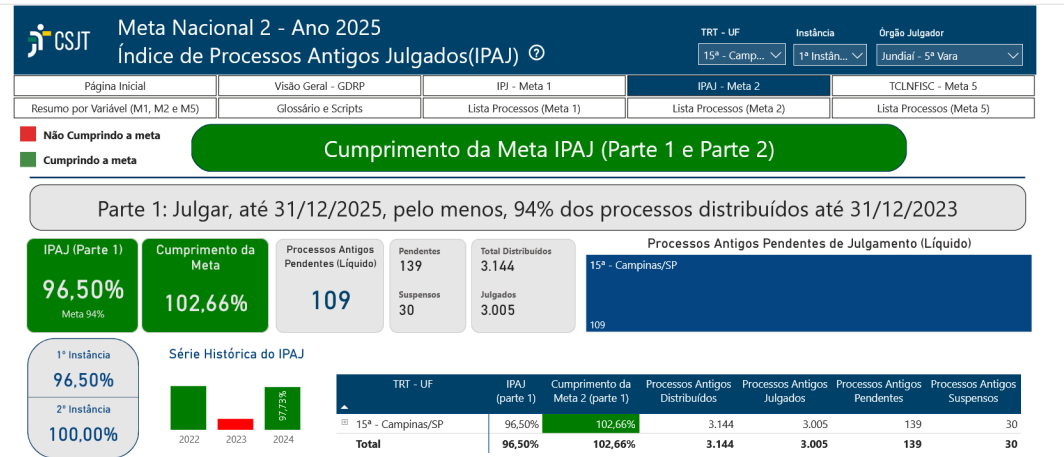 CSJT
Meta Nacional 2 - Ano 2025
Índice de Processos Antigos Julgados(IPAJ)
TRT - UF
Instância
Órgão Julgador
15ª - Camp...
1ª Instân...
Jundiaí - 5ª Vara
Página Inicial
Visão Geral - GDRP
IPJ - Meta 1
IPAJ - Meta 2
TCLNFISC - Meta 5
Resumo por Variável (M1, M2 e M5)
Glossário e Scripts
Lista Processos (Meta 1)
Lista Processos (Meta 2)
Lista Processos (Meta 5)
Não Cumprindo a meta
Cumprindo a meta
Cumprimento da Meta IPAJ (Parte 1 e Parte 2)
Parte 1: Julgar, até 31/12/2025, pelo menos, 94% dos processos distribuídos até 31/12/2023
IPAJ (Parte 1)
96,50%
Meta 94%
Cumprimento da
Meta
102,66%
Processos Antigos
Pendentes (Líquido)
109
Pendentes
139
Suspensos
30
Total Distribuídos
3.144
Julgados
3.005
Processos Antigos Pendentes de Julgamento (Líquido)
15ª - Campinas/SP
109
1º Instância
96,50%
2º Instância
100,00%
Série Histórica do IPAJ
97,73%
2022 2023 2024
TRT - UF
IPAJ
(parte 1)
Cumprimento da
Meta 2 (parte 1)
Processos Antigos
Distribuídos
Processos Antigos
Julgados
Processos Antigos
Pendentes
Processos Antigos
Suspensos
15ª - Campinas/SP 96,50% 102,66% 3.144 3.005 139 30
Total 96,50% 102,66% 3.144 3.005 139 30